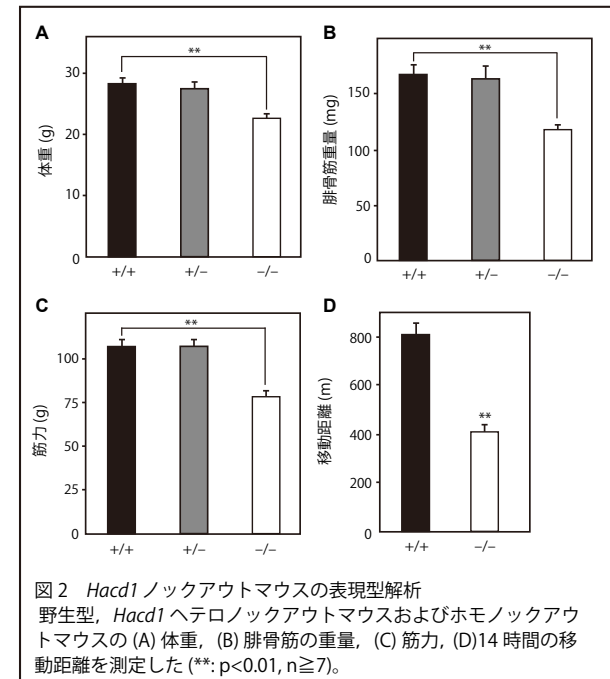 A
**
30
20
10
0
体重 (g)
+/+ +/– –/–
B
**
150
100
50
0
腓骨筋重量 (mg)
+/+ +/– –/–
C
**
100
75
50
25
0
筋力 (g)
+/+ +/– –/–
D
800
600
400
200
0
移動距離 (m)
**
+/+ –/–
図 2 Hacd1 ノックアウトマウスの表現型解析
野生型, Hacd1 ヘテロノックアウトマウスおよびホモノックアウ
トマウスの (A) 体重, (B) 腓骨筋の重量, (C) 筋力, (D)14 時間の移
動距離を測定した (**: p<0.01, n≧7)。